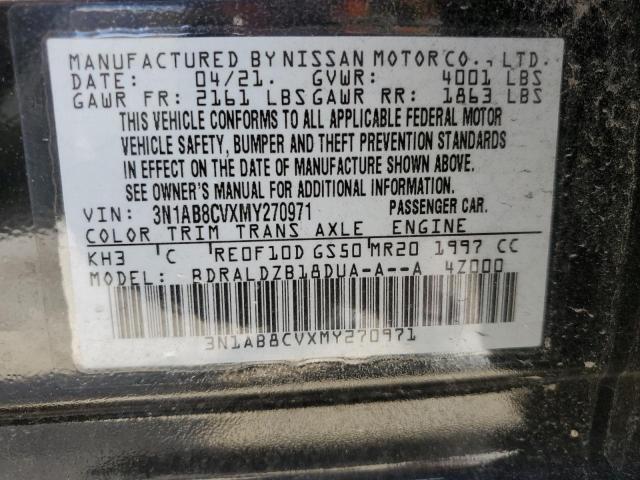 MANUFACTURED BY NISSAN MOTOR CO., LTD.
DATE: 04/21. GVWR: 4001 LBS
GAWR FR: 2161 LBS GAWR RR: 1863 LBS
THIS VEHICLE CONFORMS TO ALL APPLICABLE FEDERAL MOTOR
VEHICLE SAFETY, BUMPER AND THEFT PREVENTION STANDARDS
IN EFFECT ON THE DATE OF MANUFACTURE SHOWN ABOVE.
SEE OWNER'S MANUAL FOR ADDITIONAL INFORMATION.
VIN: 3N1AB8CVXMY270971 PASSENGER CAR.
COLOR TRIM TRANS AXLE ENGINE
KH3 C RE0F10D GS50 MR20 1997 CC
MODEL: BDRALDZB18DUA-A--A 4Z000
3N1AB8CVXMY270971